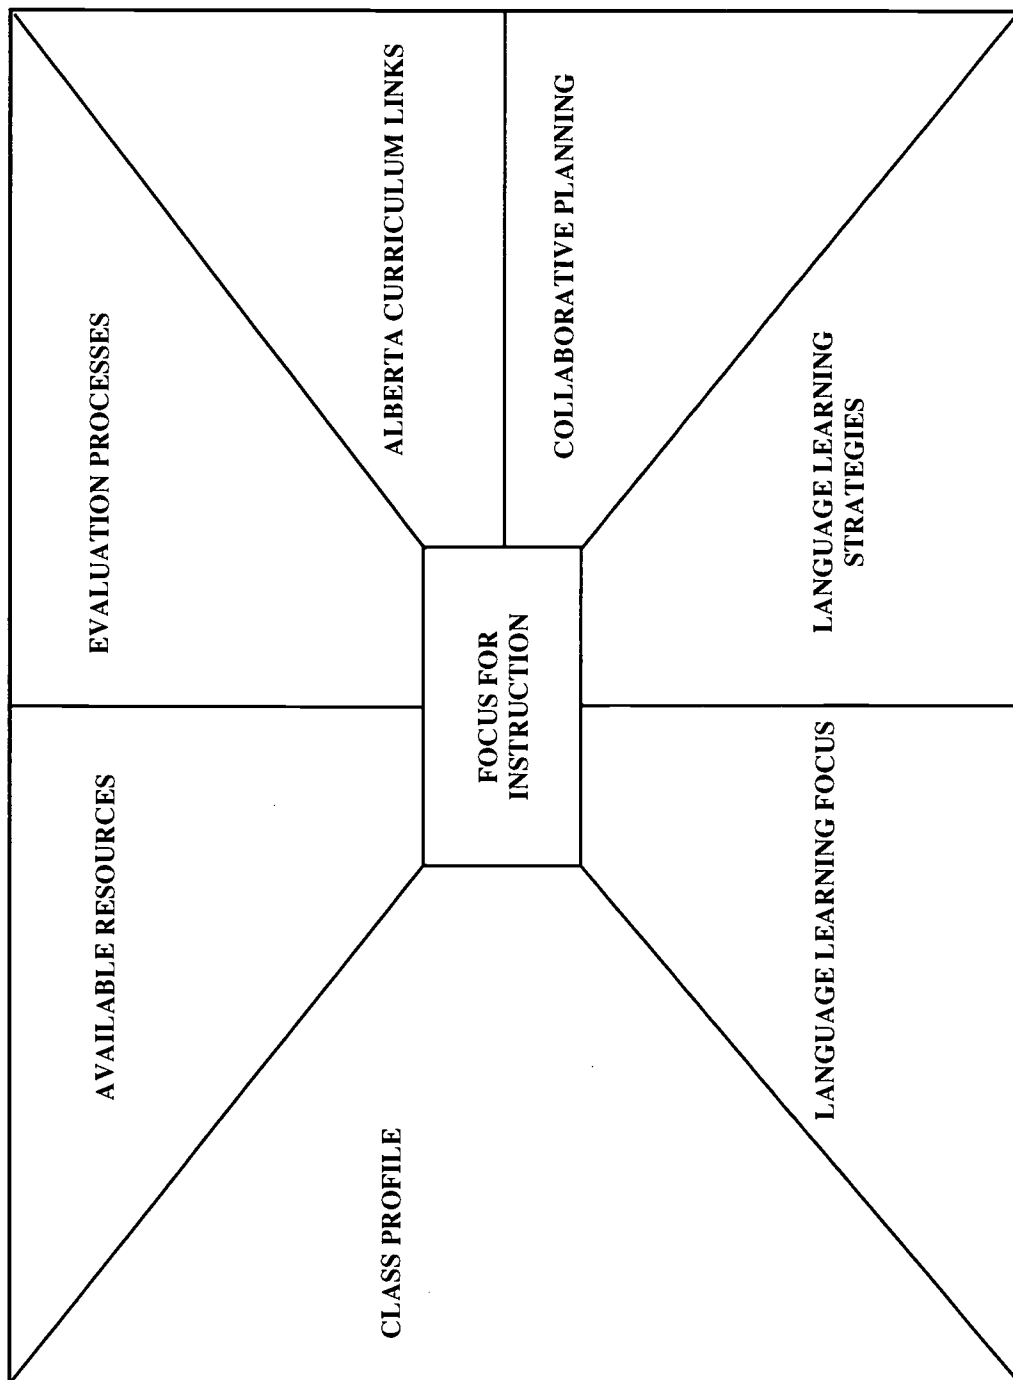 AVAILABLE RESOURCES
EVALUATION PROCESSES
CLASS PROFILE
ALBERTA CURRICULUM LINKS
FOCUS FOR
INSTRUCTION
COLLABORATIVE PLANNING
LANGUAGE LEARNING FOCUS
LANGUAGE LEARNING
STRATEGIES